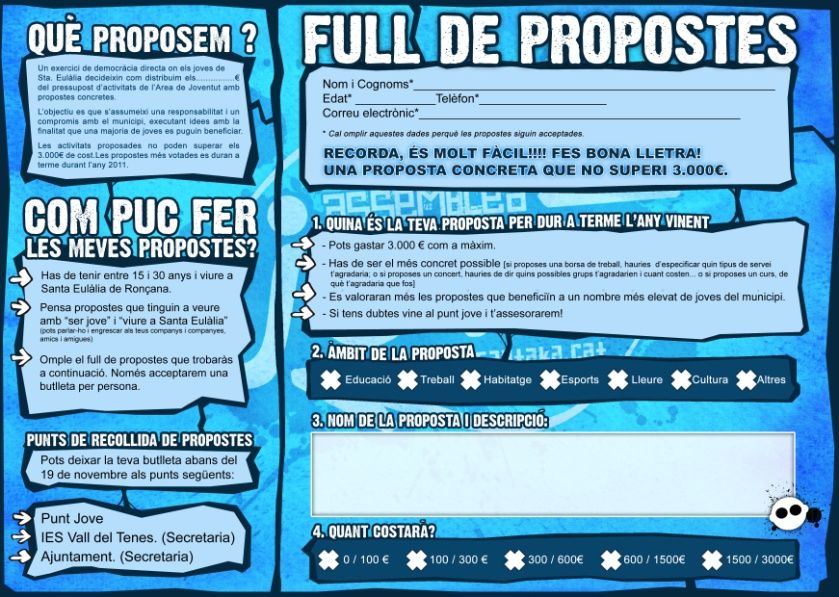 QUÈ PROPOSEM ?
Un exercici de democràcia directa on els joves de
Sta. Eulàlia decideixin com distribuim els................€
del pressupost d'activitats de l'Area de Joventut amb
propostes concretes.
L'objectiu es que s'assumeixi una responsabilitat i un
compromis amb el municipi, executant idees amb la
finalitat que una majoria de joves es puguin beneficiar.
Les activitats proposades no poden superar els
3.000€ de cost.Les propostes més votades es duran a
terme durant l'any 2011.
COM PUC FER
LES MEVES PROPOSTES?
Has de tenir entre 15 i 30 anys i viure a
Santa Eulàlia de Ronçana.
Pensa propostes que tinguin a veure
amb "ser jove" i "viure a Santa Eulàlia"
(pots parlar-ho i engrescar als teus companys i companyes,
amics i amigues)
Omple el full de propostes que trobaràs
a continuació. Només acceptarem una
butlleta per persona.
PUNTS DE RECOLLIDA DE PROPOSTES
Pots deixar la teva butlleta abans del
19 de novembre als punts següents:
Punt Jove
IES Vall del Tenes. (Secretaria)
Ajuntament. (Secretaria)
FULL DE PROPOSTES
Nom i Cognoms*
Edat* Telèfon*
Correu electrònic*
* Cal omplir aquestes dades perquè les propostes siguin acceptades.
RECORDA, ÉS MOLT FÀCIL!!!! FES BONA LLETRA!
UNA PROPOSTA CONCRETA QUE NO SUPERI 3.000€.
assemblea
1. QUINA ÉS LA TEVA PROPOSTA PER DUR A TERME L'ANY VINENT
- Pots gastar 3.000 € com a màxim.
- Has de ser el més concret possible [si proposes una borsa de treball, hauries d'especificar quin tipus de servei
t'agradaria; o si proposes un concert, hauries de dir quins possibles grups t'agradarien i cuant costen... o si proposes un curs, de
què t'agradaria que fos]
- Es valoraran més les propostes que beneficiïn a un nombre més elevat de joves del municipi.
- Si tens dubtes vine al punt jove i t'assesorarem!
2. ÀMBIT DE LA PROPOSTA
Educació Treball Habitatge Esports Lleure Cultura Altres
3. NOM DE LA PROPOSTA I DESCRIPCIÓ:
4. QUANT COSTARÀ?
0 / 100 € 100 / 300 € 300 / 600€ 600 / 1500€ 1500 / 3000€